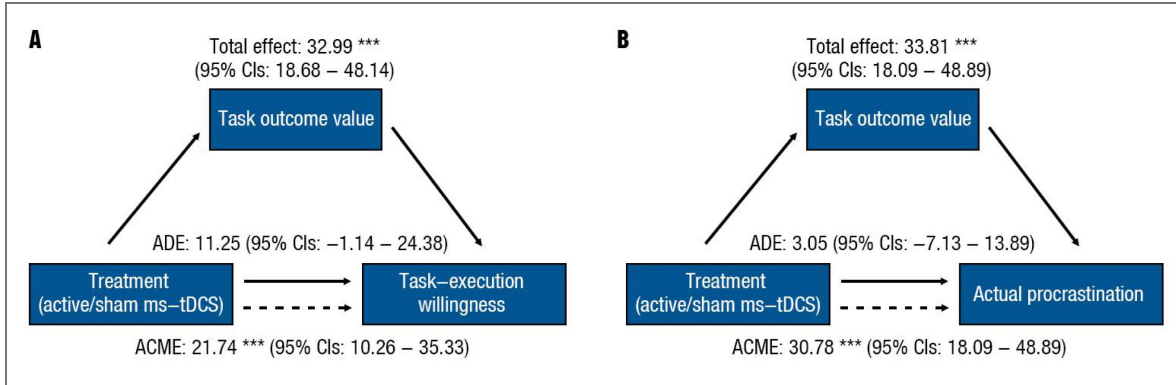 A
Total effect: 32.99 ***
(95% CIs: 18.68 – 48.14)
Task outcome value
ADE: 11.25 (95% CIs: –1.14 – 24.38)
Treatment
(active/sham ms–tDCS)
Task–execution
willingness
ACME: 21.74 *** (95% CIs: 10.26 – 35.33)
B
Total effect: 33.81 ***
(95% CIs: 18.09 – 48.89)
Task outcome value
ADE: 3.05 (95% CIs: –7.13 – 13.89)
Treatment
(active/sham ms–tDCS)
Actual procrastination
ACME: 30.78 *** (95% CIs: 18.09 – 48.89)